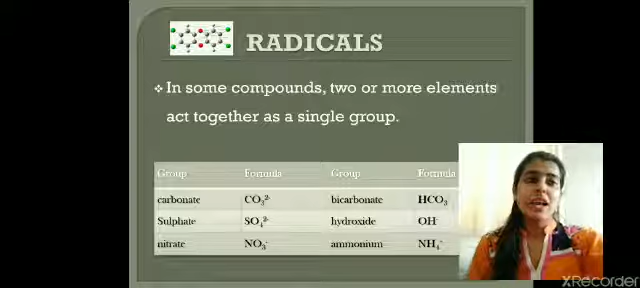 RADICALS
❖ In some compounds, two or more elements
act together as a single group.
Group Formula Group Formula
carbonate CO₃²⁻ bicarbonate HCO₃
Sulphate SO₄²⁻ hydroxide OH⁻
nitrate NO₃⁻ ammonium NH₄⁻
XRecorder